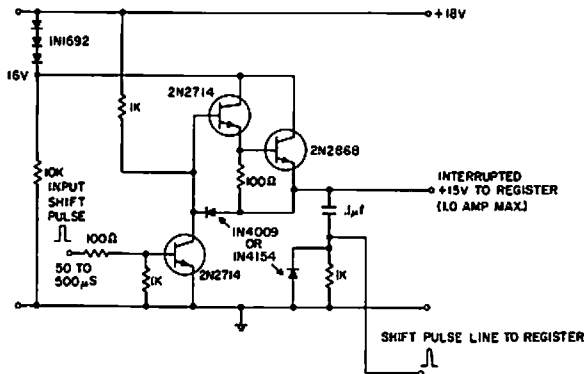 +18V
1N1692
16V
1K
2N2714
2N2868
10K
100Ω
INPUT
SHIFT
PULSE
INTERRUPTED
+15V TO REGISTER
(1.0 AMP MAX.)
.1μf
1N4009
OR
1N4154
100Ω
2N2714
1K
1K
50 TO
500μS
SHIFT PULSE LINE TO REGISTER